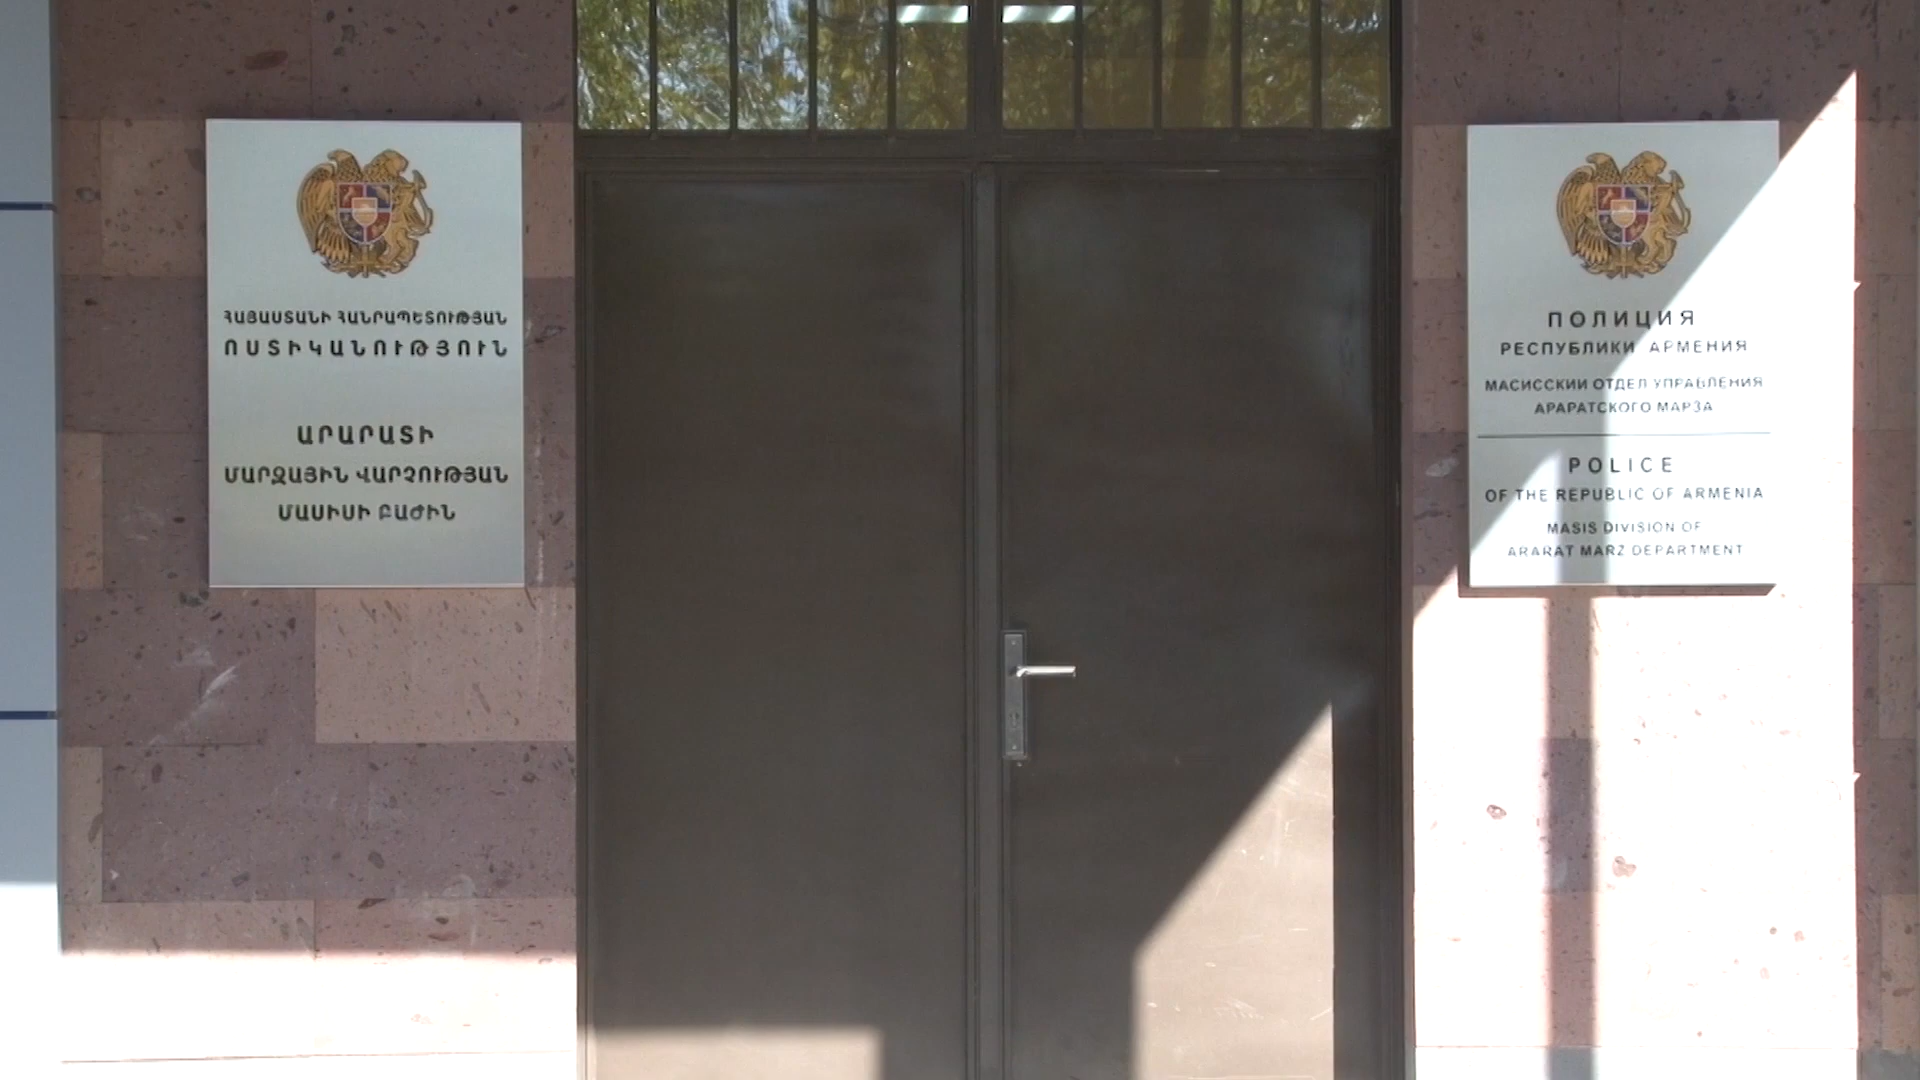 ՀԱՅԱՍՏԱՆԻ ՀԱՆՐԱՊԵՏՈՒԹՅԱՆ
ՈՍՏԻԿԱՆՈՒԹՅՈՒՆ
ԱՐԱՐԱՏԻ
ՄԱՐԶԱՅԻՆ ՎԱՐՉՈՒԹՅԱՆ
ՄԱՍԻՍԻ ԲԱԺԻՆ
ПОЛИЦИЯ
РЕСПУБЛИКИ АРМЕНИЯ
МАСИССКИИ ОТДЕЛ УПРАВЛЕНИЯ
АРАРАТСКОГО МАРЗА
POLICE
OF THE REPUBLIC OF ARMENIA
MASIS DIVISION OF
ARARAT MARZ DEPARTMENT